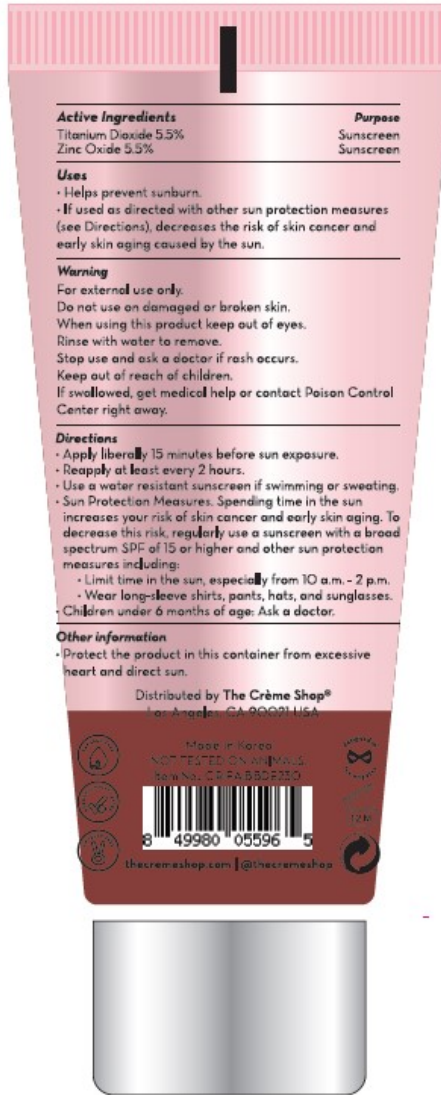 Active Ingredients Purpose
Titanium Dioxide 5.5% Sunscreen
Zinc Oxide 5.5% Sunscreen
Uses
· Helps prevent sunburn.
· If used as directed with other sun protection measures
(see Directions), decreases the risk of skin cancer and
early skin aging caused by the sun.
Warning
For external use only.
Do not use on damaged or broken skin.
When using this product keep out of eyes.
Rinse with water to remove.
Stop use and ask a doctor if rash occurs.
Keep out of reach of children.
If swallowed, get medical help or contact Poison Control
Center right away.
Directions
· Apply liberally 15 minutes before sun exposure.
· Reapply at least every 2 hours.
· Use a water resistant sunscreen if swimming or sweating.
· Sun Protection Measures. Spending time in the sun
increases your risk of skin cancer and early skin aging. To
decrease this risk, regularly use a sunscreen with a broad
spectrum SPF of 15 or higher and other sun protection
measures including:
· Limit time in the sun, especially from 10 a.m. - 2 p.m.
· Wear long-sleeve shirts, pants, hats, and sunglasses.
· Children under 6 months of age: Ask a doctor.
Other information
· Protect the product in this container from excessive
heart and direct sun.
Distributed by The Crème Shop®
Los Angeles, CA 90021 USA
Made in Korea
NOT TESTED ON ANIMALS.
Item No.:
12M
8 49980 05596 5
thecremeshop.com | @thecremeshop